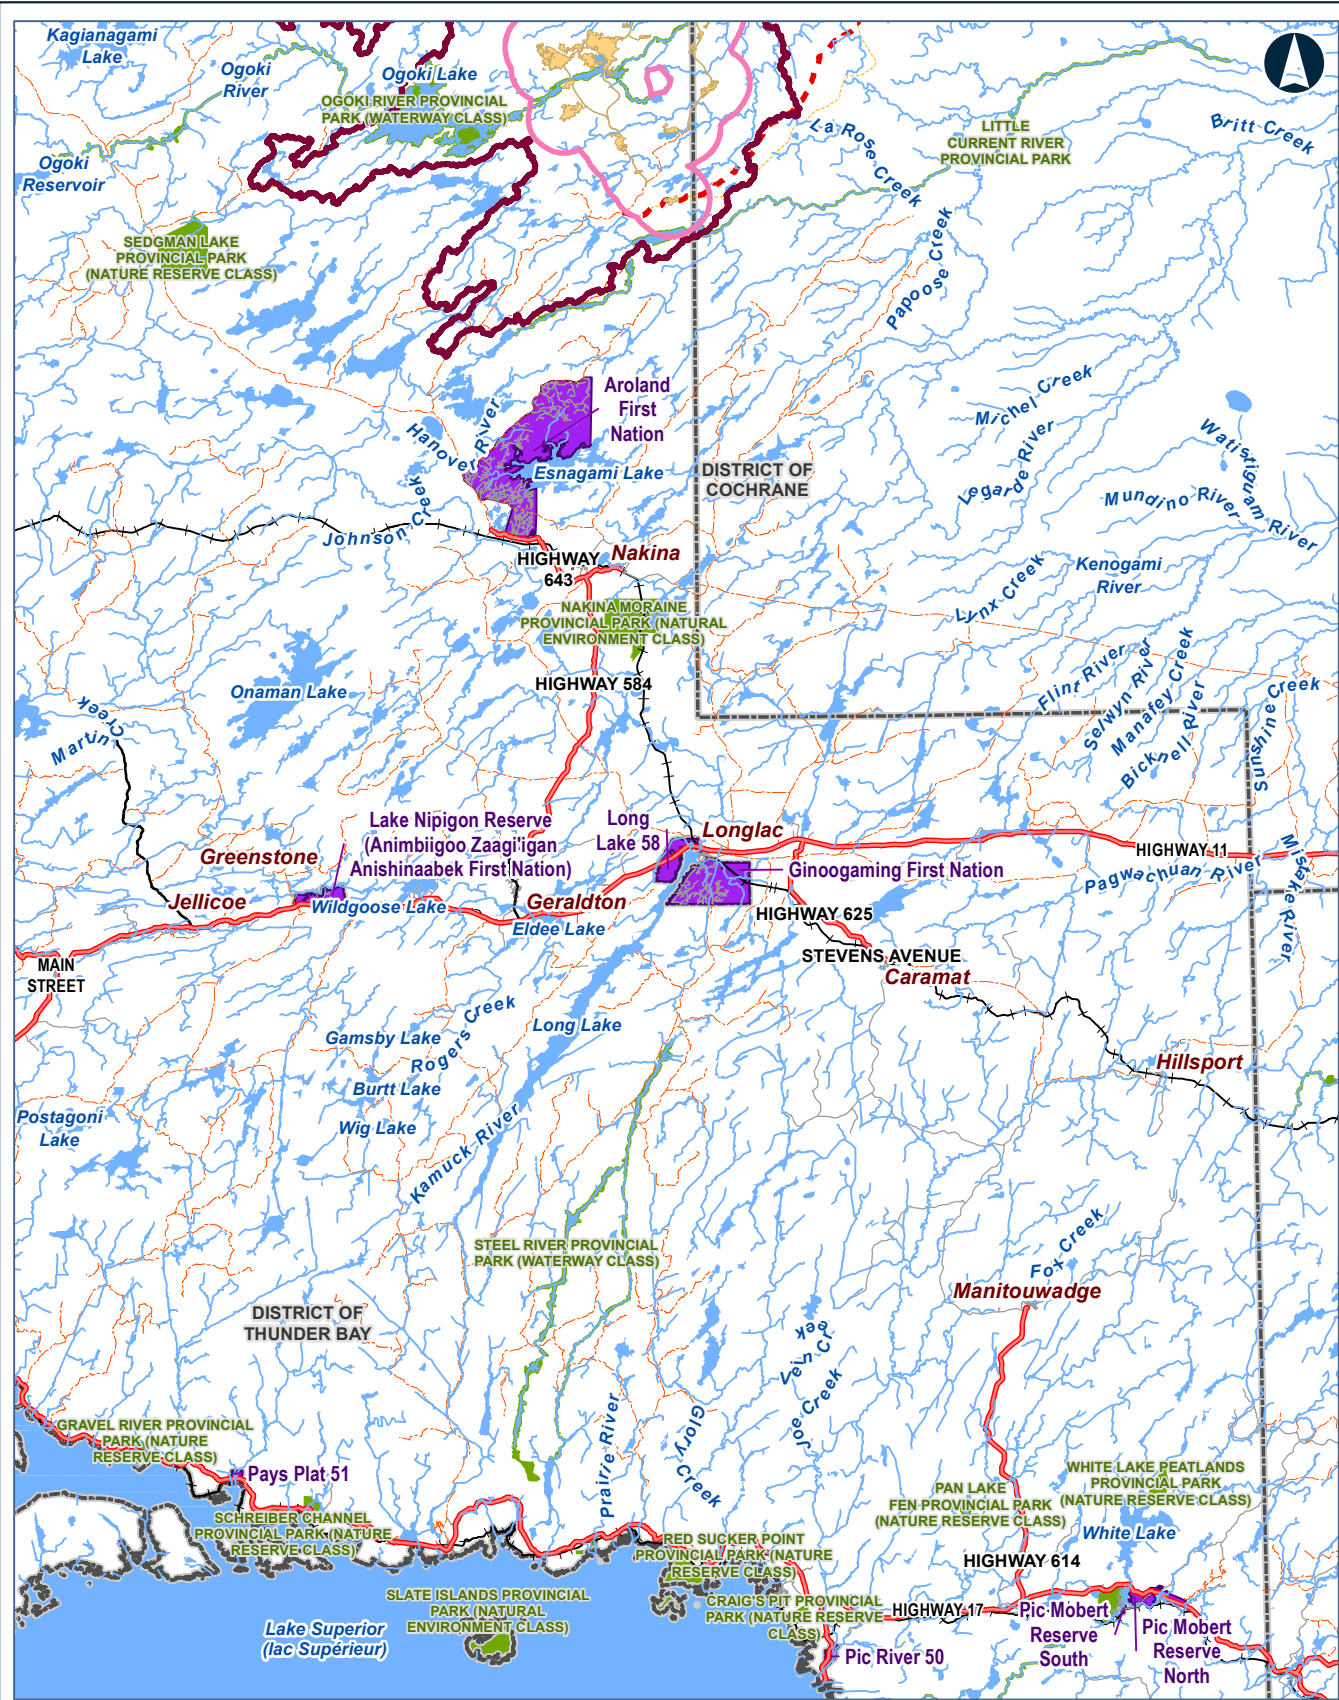 Kagianagami
Lake
Ogoki
River
Ogoki Lake
OGOKI RIVER PROVINCIAL
PARK (WATERWAY CLASS)
Ogoki
Reservoir
La Rose Creek
LITTLE
CURRENT RIVER
PROVINCIAL PARK
Britt Creek
SEDGMAN LAKE
PROVINCIAL PARK
(NATURE RESERVE CLASS)
Papoose Creek
Aroland
First
Nation
Hanover River
Esnagami Lake
DISTRICT OF
COCHRANE
Michel Creek
Legarde River
Watistiguam River
Mundino River
Johnson Creek
HIGHWAY
643
Nakina
Kenogami
River
Lynx Creek
NAKINA MORAINE
PROVINCIAL PARK (NATURAL
ENVIRONMENT CLASS)
HIGHWAY 584
Onaman Lake
Martin Creek
Flint River
Selwyn River
Manafey Creek
Bicknell River
Sunshine Creek
Lake Nipigon Reserve
(Animbiigoo Zaagi'igan
Anishinaabek First Nation)
Long
Lake 58
Longlac
Greenstone
HIGHWAY 11
Ginoogaming First Nation
Pagwachuan River
Mistake River
Jellicoe
Wildgoose Lake
Geraldton
Eldee Lake
HIGHWAY 625
STEVENS AVENUE
Caramat
MAIN
STREET
Long Lake
Gamsby Lake
Rogers Creek
Burtt Lake
Wig Lake
Hillsport
Postagoni
Lake
Kamuck River
STEEL RIVER PROVINCIAL
PARK (WATERWAY CLASS)
Fox Creek
Manitouwadge
DISTRICT OF
THUNDER BAY
Vein Creek
Joe Creek
Prairie River
Glory Creek
GRAVEL RIVER PROVINCIAL
PARK (NATURE
RESERVE CLASS)
Pays Plat 51
SCHREIBER CHANNEL
PROVINCIAL PARK (NATURE
RESERVE CLASS)
WHITE LAKE PEATLANDS
PROVINCIAL PARK
(NATURE RESERVE CLASS)
PAN LAKE
FEN PROVINCIAL PARK
(NATURE RESERVE CLASS)
White Lake
RED SUCKER POINT
PROVINCIAL PARK (NATURE
RESERVE CLASS)
HIGHWAY 614
SLATE ISLANDS PROVINCIAL
PARK (NATURAL
ENVIRONMENT CLASS)
CRAIG'S PIT PROVINCIAL
PARK (NATURE RESERVE
CLASS)
HIGHWAY 17
Pic Mobert
Reserve
South
Pic Mobert
Reserve
North
Lake Superior
(lac Supérieur)
Pic River 50